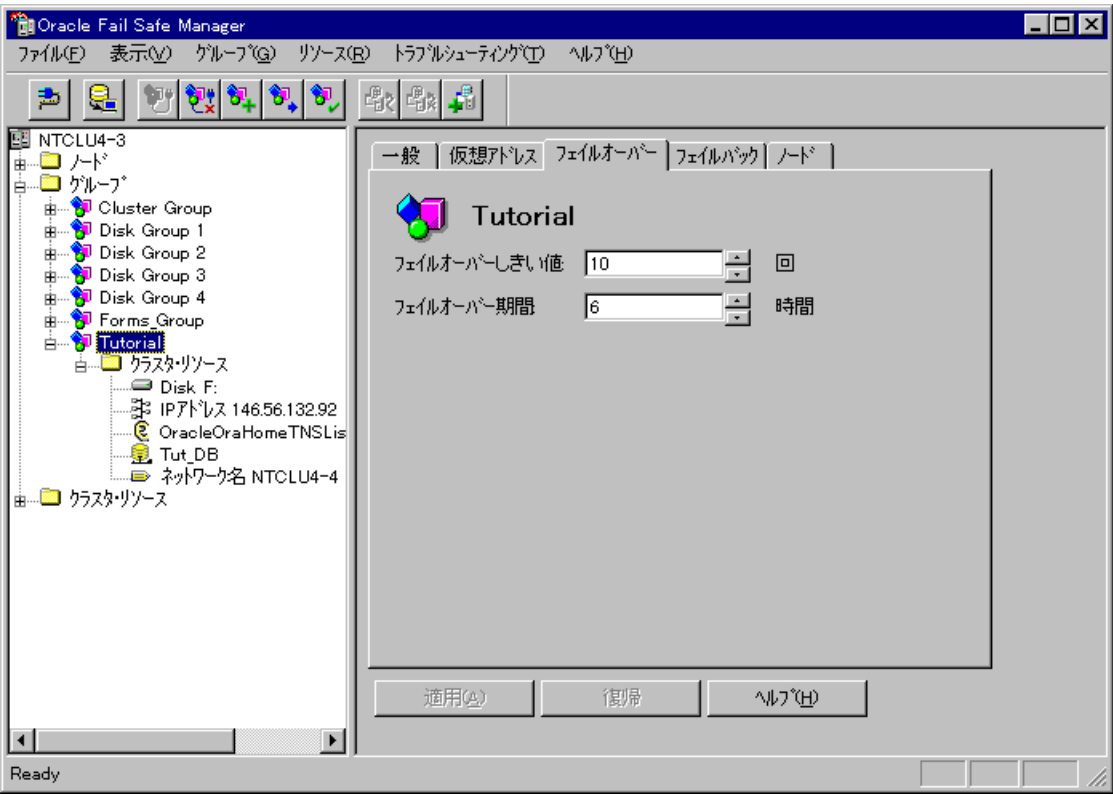 Oracle Fail Safe Manager
ファイル(F) 表示(V) グループ(G) リソース(R) トラブルシューティング(T) ヘルプ(H)
NTCLU4-3
ノード
グループ
Cluster Group
Disk Group 1
Disk Group 2
Disk Group 3
Disk Group 4
Forms_Group
Tutorial
クラスタ・リソース
Disk F:
IPアドレス 146.56.132.92
OracleOraHomeTNSLis
Tut_DB
ネットワーク名 NTCLU4-4
クラスタ・リソース
一般 仮想アドレス フェイルオーバー フェイルバック ノード
Tutorial
フェイルオーバーしきい値: 10 回
フェイルオーバー期間: 6 時間
適用(A) 復帰 ヘルプ(H)
Ready